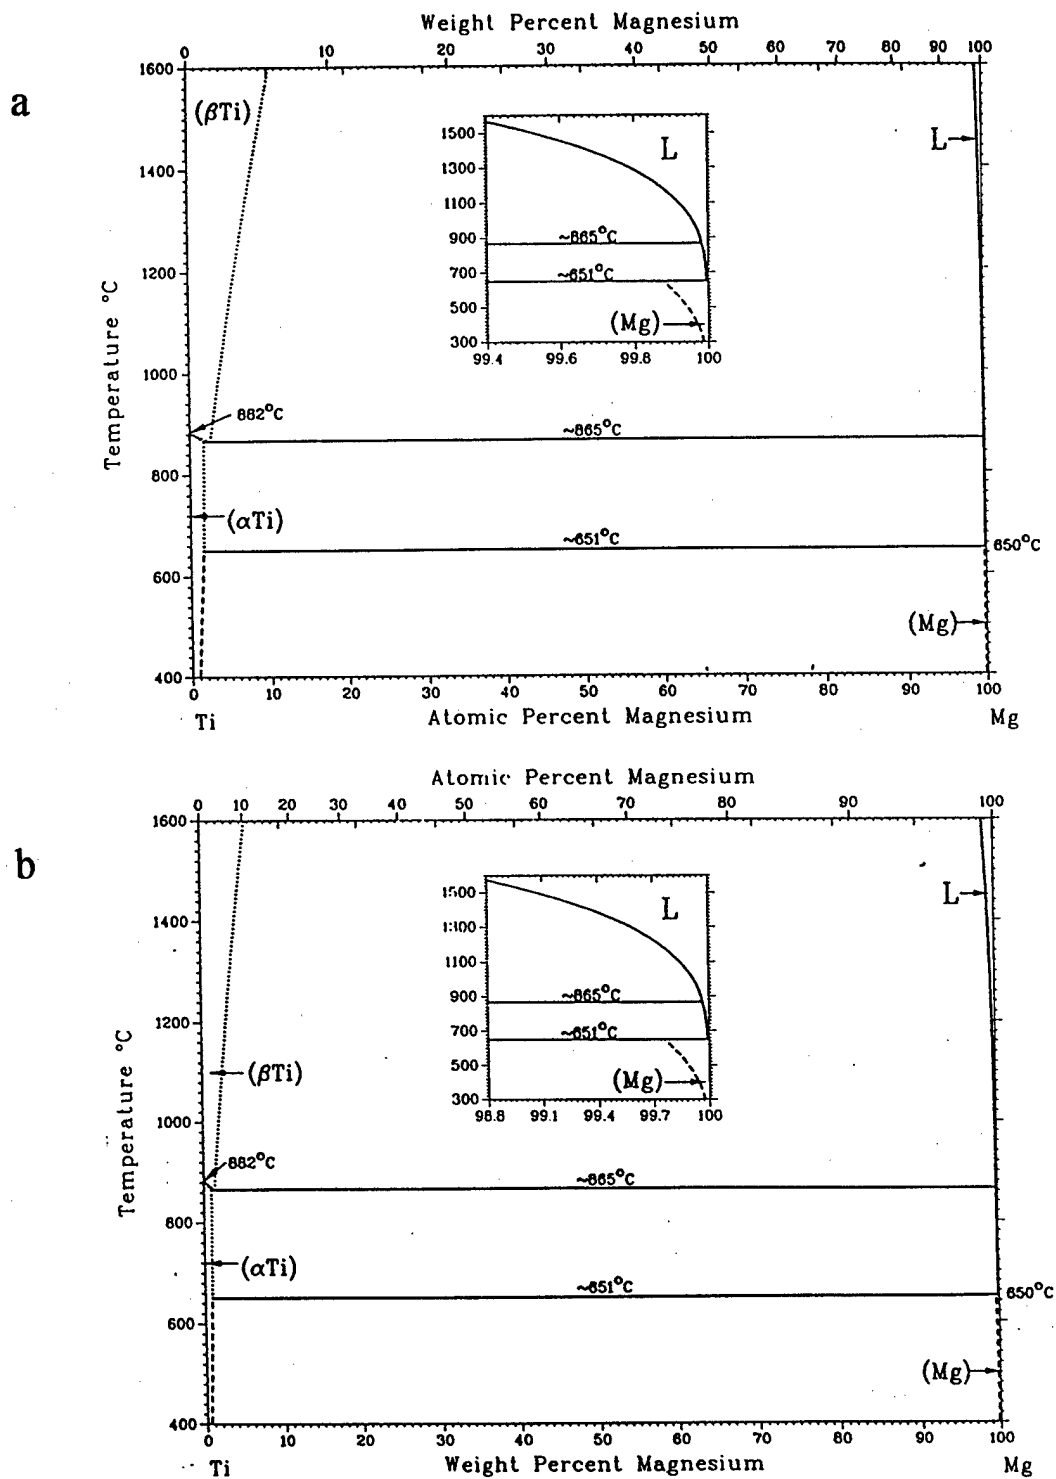 a
Weight Percent Magnesium
0 10 20 30 40 50 60 70 80 90 100
1600
1400
1200
1000
800
600
400
Temperature °C
(βTi)
L
882°C
~865°C
(αTi)
~651°C
650°C
(Mg)
1500
1300
1100
900
700
500
300
L
~865°C
~651°C
(Mg)
99.4 99.6 99.8 100
0 10 20 30 40 50 60 70 80 90 100
Ti Atomic Percent Magnesium Mg
b
Atomic Percent Magnesium
0 10 20 30 40 50 60 70 80 90 100
1600
1400
1200
1000
800
600
400
Temperature °C
L
(βTi)
882°C
~865°C
(αTi)
~651°C
650°C
(Mg)
1500
1300
1100
900
700
500
300
L
~865°C
~651°C
(Mg)
98.8 99.1 99.4 99.7 100
0 10 20 30 40 50 60 70 80 90 100
Ti Weight Percent Magnesium Mg